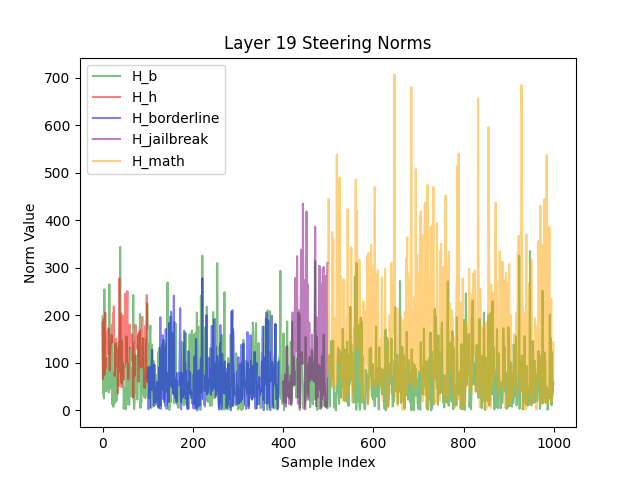 Layer 19 Steering Norms
H_b
H_h
H_borderline
H_jailbreak
H_math
Norm Value
700
600
500
400
300
200
100
0
0 200 400 600 800 1000
Sample Index